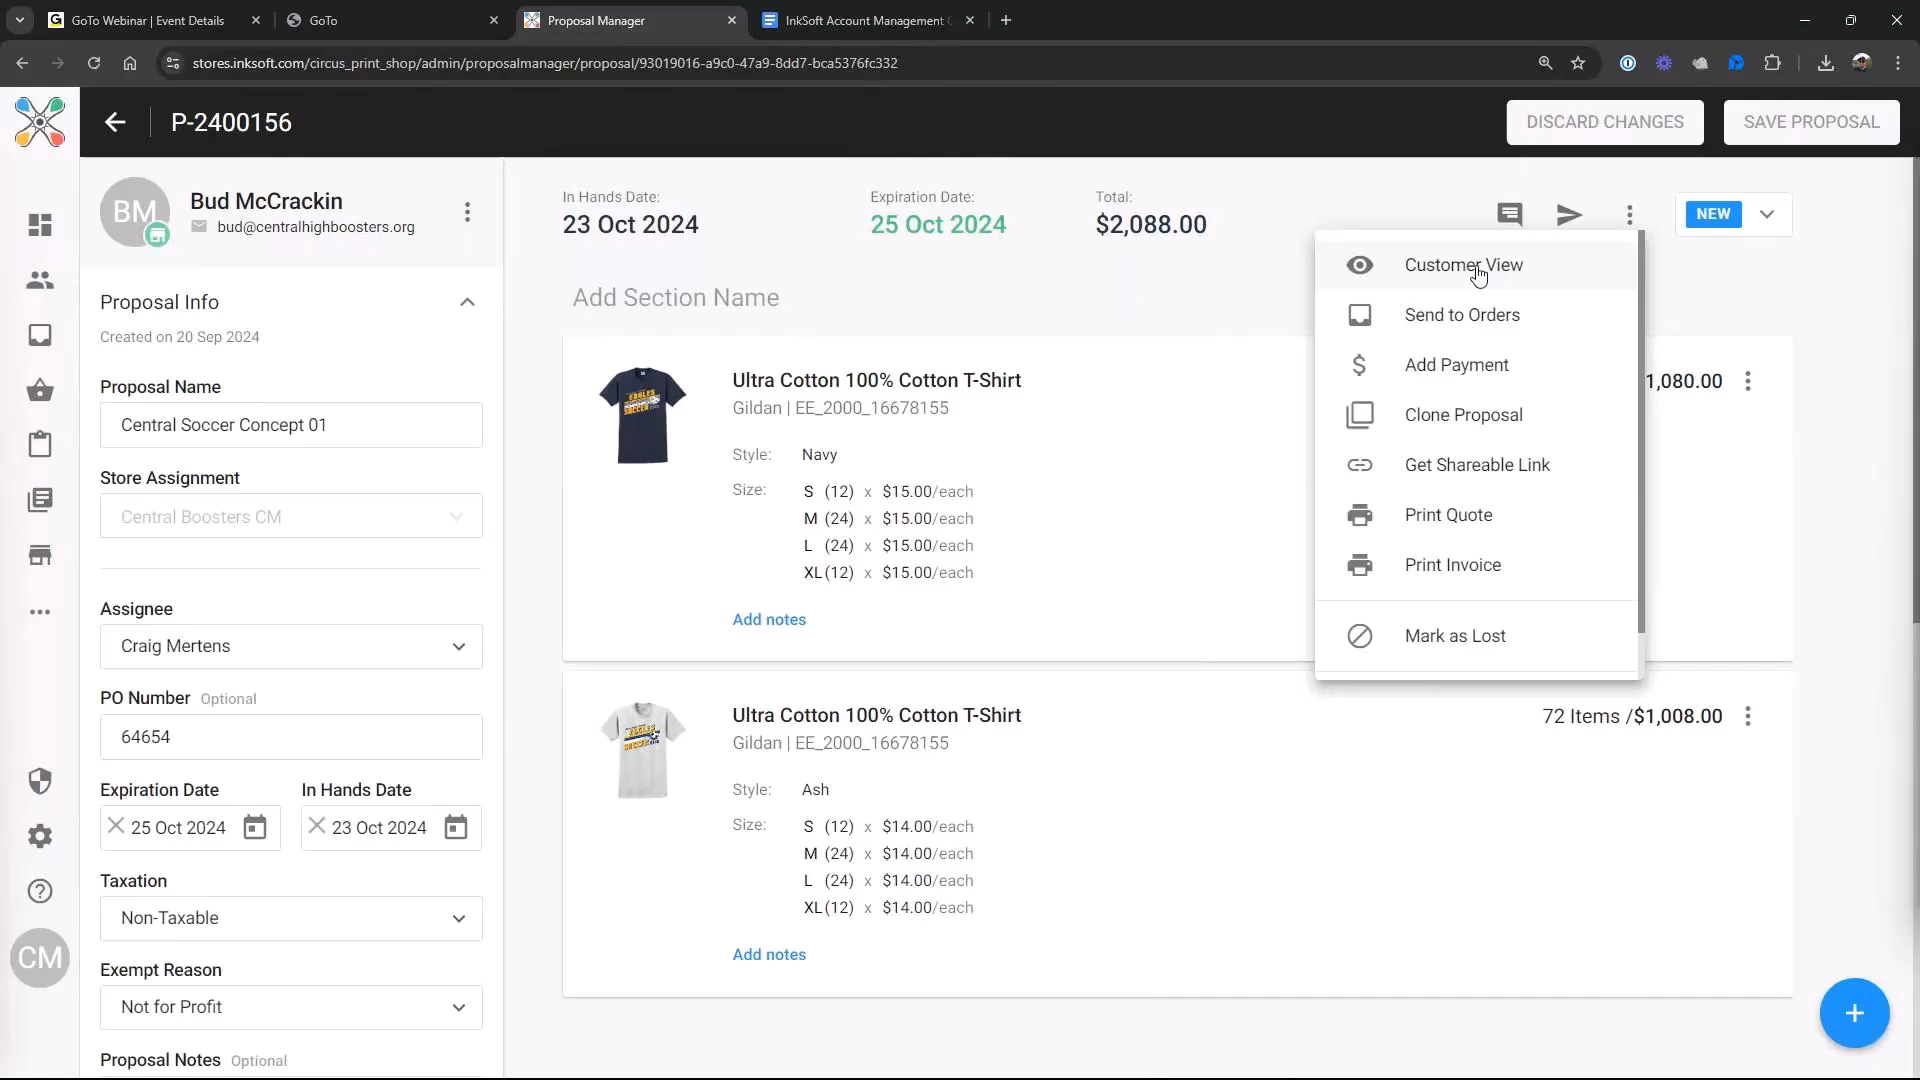 GoTo Webinar | Event Details
GoTo
Proposal Manager
InkSoft Account Management
stores.inksoft.com/circus_print_shop/admin/proposalmanager/proposal/93019016-a9c0-47a9-8dd7-bca5376fc332
P-2400156
DISCARD CHANGES
SAVE PROPOSAL
BM
Bud McCrackin
bud@centralhighboosters.org
In Hands Date:
23 Oct 2024
Expiration Date:
25 Oct 2024
Total:
$2,088.00
NEW
Customer View
Send to Orders
Add Payment
Clone Proposal
Get Shareable Link
Print Quote
Print Invoice
Mark as Lost
Proposal Info
Created on 20 Sep 2024
Proposal Name
Central Soccer Concept 01
Store Assignment
Central Boosters CM
Assignee
Craig Mertens
PO Number Optional
64654
Expiration Date
25 Oct 2024
In Hands Date
23 Oct 2024
Taxation
Non-Taxable
Exempt Reason
Not for Profit
Proposal Notes Optional
CM
Add Section Name
EAGLES
SOCCER
Ultra Cotton 100% Cotton T-Shirt
1,080.00
Gildan | EE_2000_16678155
Style: Navy
Size: S (12) x $15.00/each
M (24) x $15.00/each
L (24) x $15.00/each
XL(12) x $15.00/each
Add notes
EAGLES
SOCCER
Ultra Cotton 100% Cotton T-Shirt
72 Items /$1,008.00
Gildan | EE_2000_16678155
Style: Ash
Size: S (12) x $14.00/each
M (24) x $14.00/each
L (24) x $14.00/each
XL(12) x $14.00/each
Add notes